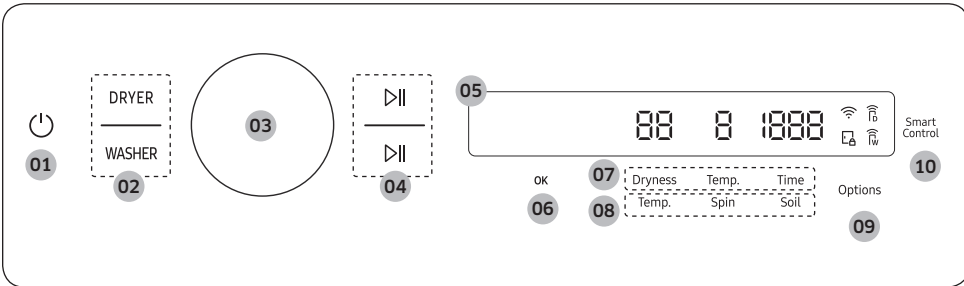 01
DRYER
WASHER
02
03
04
05
88 8 1888
Smart
Control
10
OK
06
07
Dryness Temp. Time
08
Temp. Spin Soil
Options
09
D
W